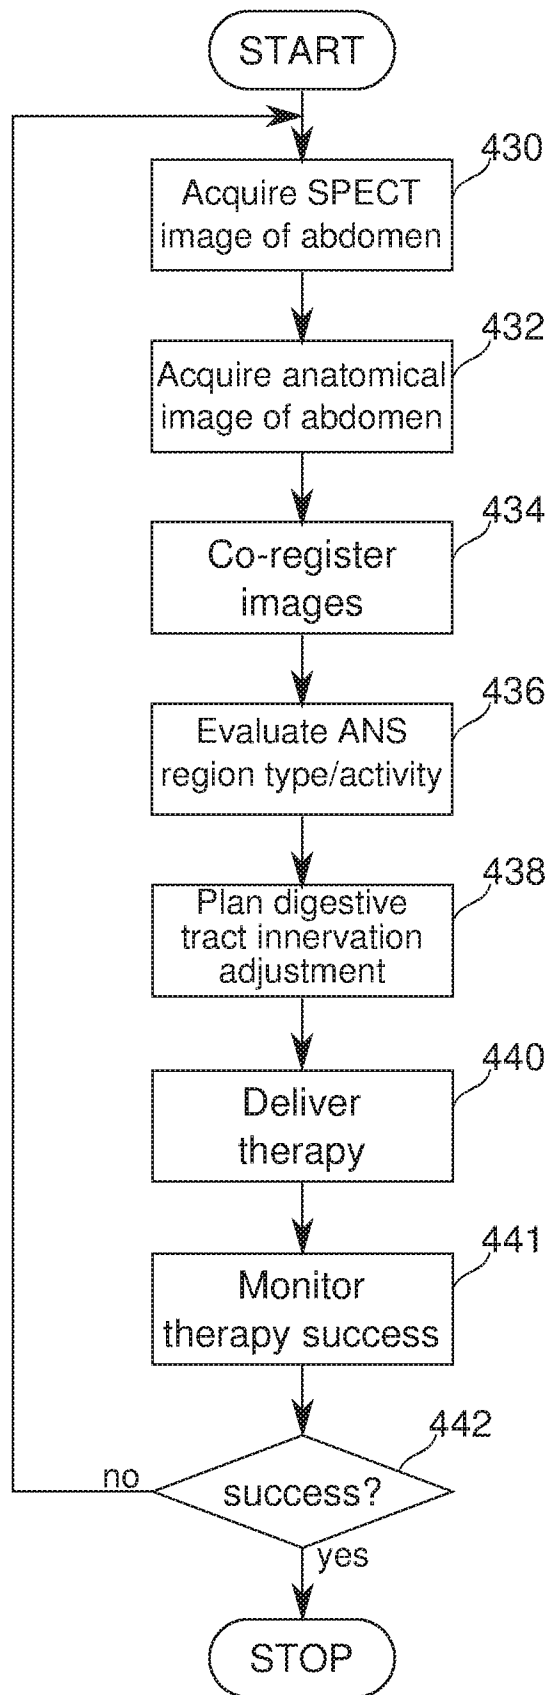 START
430
Acquire SPECT
image of abdomen
432
Acquire anatomical
image of abdomen
434
Co-register
images
436
Evaluate ANS
region type/activity
438
Plan digestive
tract innervation
adjustment
440
Deliver
therapy
441
Monitor
therapy success
442
no
success?
yes
STOP